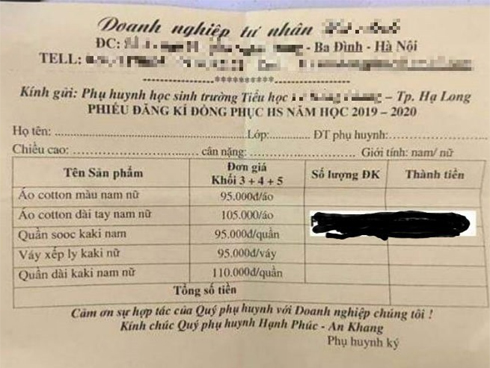 Doanh nghiệp tư nhân
ĐC: - Ba Đình - Hà Nội
TELL:
**********
Kính gửi: Phụ huynh học sinh trường Tiểu học – Tp. Hạ Long
PHIẾU ĐĂNG KÍ ĐỒNG PHỤC HS NĂM HỌC 2019 – 2020
Họ tên: Lớp: ĐT phụ huynh:
Chiều cao: cân nặng: Giới tính: nam/ nữ
Tên Sản phẩm Đơn giá Khối 3 + 4 + 5 Số lượng ĐK Thành tiền
Áo cotton màu nam nữ 95.000đ/áo
Áo cotton dài tay nam nữ 105.000/áo
Quần sooc kaki nam 95.000đ/quần
Váy xếp ly kaki nữ 95.000đ/váy
Quần dài kaki nam nữ 110.000đ/quần
Tổng số tiền
Cảm ơn sự hợp tác của Quý phụ huynh với Doanh nghiệp chúng tôi !
Kính chúc Quý phụ huynh Hạnh Phúc - An Khang
Phụ huynh ký